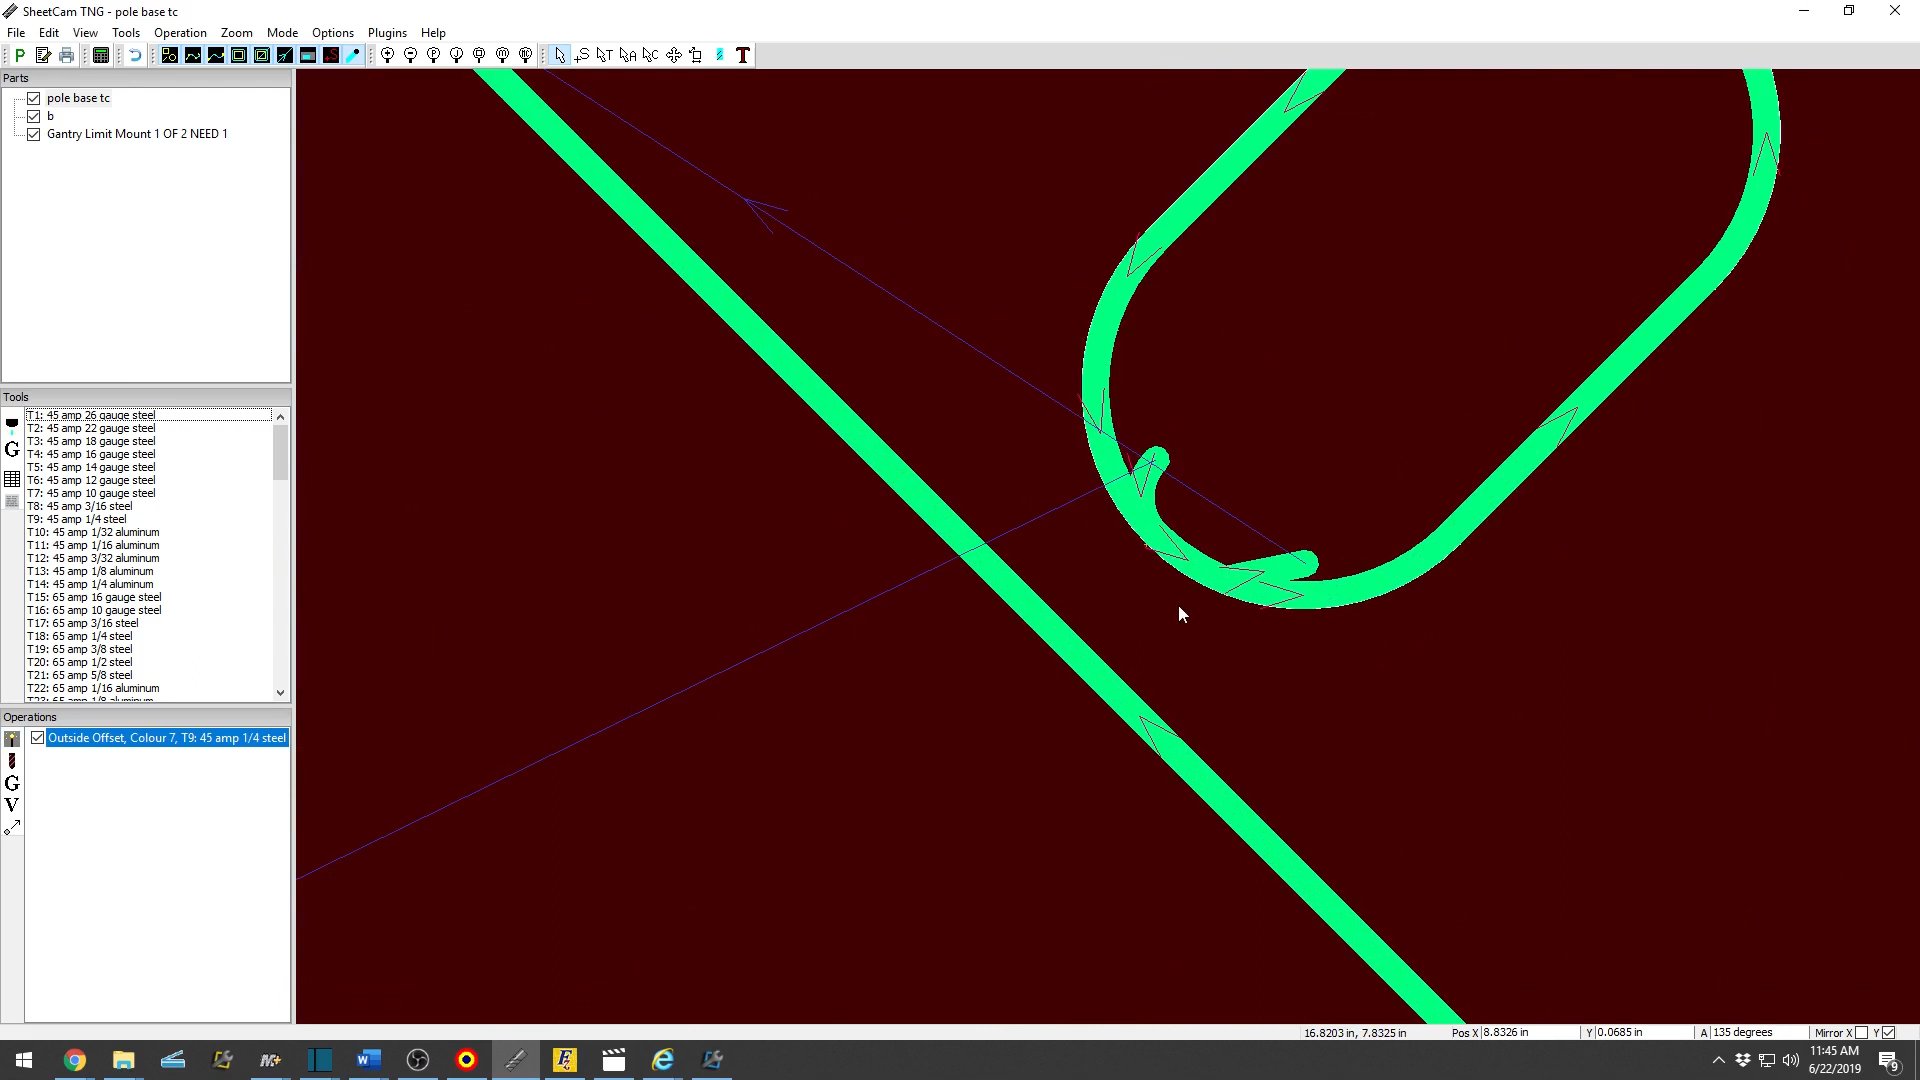 SheetCam TNG - pole base tc
File Edit View Tools Operation Zoom Mode Options Plugins Help
Parts
pole base tc
b
Gantry Limit Mount 1 OF 2 NEED 1
Tools
T1: 45 amp 26 gauge steel
T2: 45 amp 22 gauge steel
T3: 45 amp 18 gauge steel
T4: 45 amp 16 gauge steel
T5: 45 amp 14 gauge steel
T6: 45 amp 12 gauge steel
T7: 45 amp 10 gauge steel
T8: 45 amp 3/16 steel
T9: 45 amp 1/4 steel
T10: 45 amp 1/32 aluminum
T11: 45 amp 1/16 aluminum
T12: 45 amp 3/32 aluminum
T13: 45 amp 1/8 aluminum
T14: 45 amp 1/4 aluminum
T15: 65 amp 16 gauge steel
T16: 65 amp 10 gauge steel
T17: 65 amp 3/16 steel
T18: 65 amp 1/4 steel
T19: 65 amp 3/8 steel
T20: 65 amp 1/2 steel
T21: 65 amp 5/8 steel
T22: 65 amp 1/16 aluminum
T23: 65 amp 1/8 aluminum
Operations
Outside Offset, Colour 7, T9: 45 amp 1/4 steel
16.8203 in, 7.8325 in Pos X 8.8326 in Y 0.0685 in A 135 degrees Mirror X Y
11:45 AM
6/22/2019
9